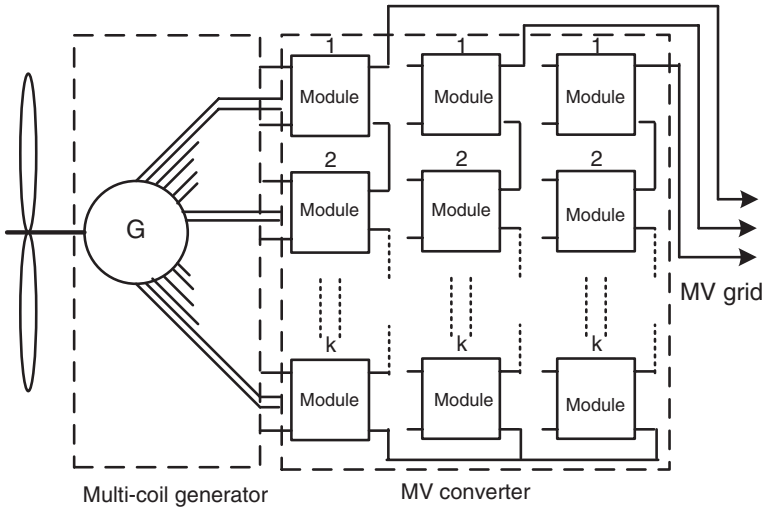 1 1 1
Module Module Module
2 2 2
Module Module Module
G
k k k
Module Module Module
MV grid
Multi-coil generator
MV converter